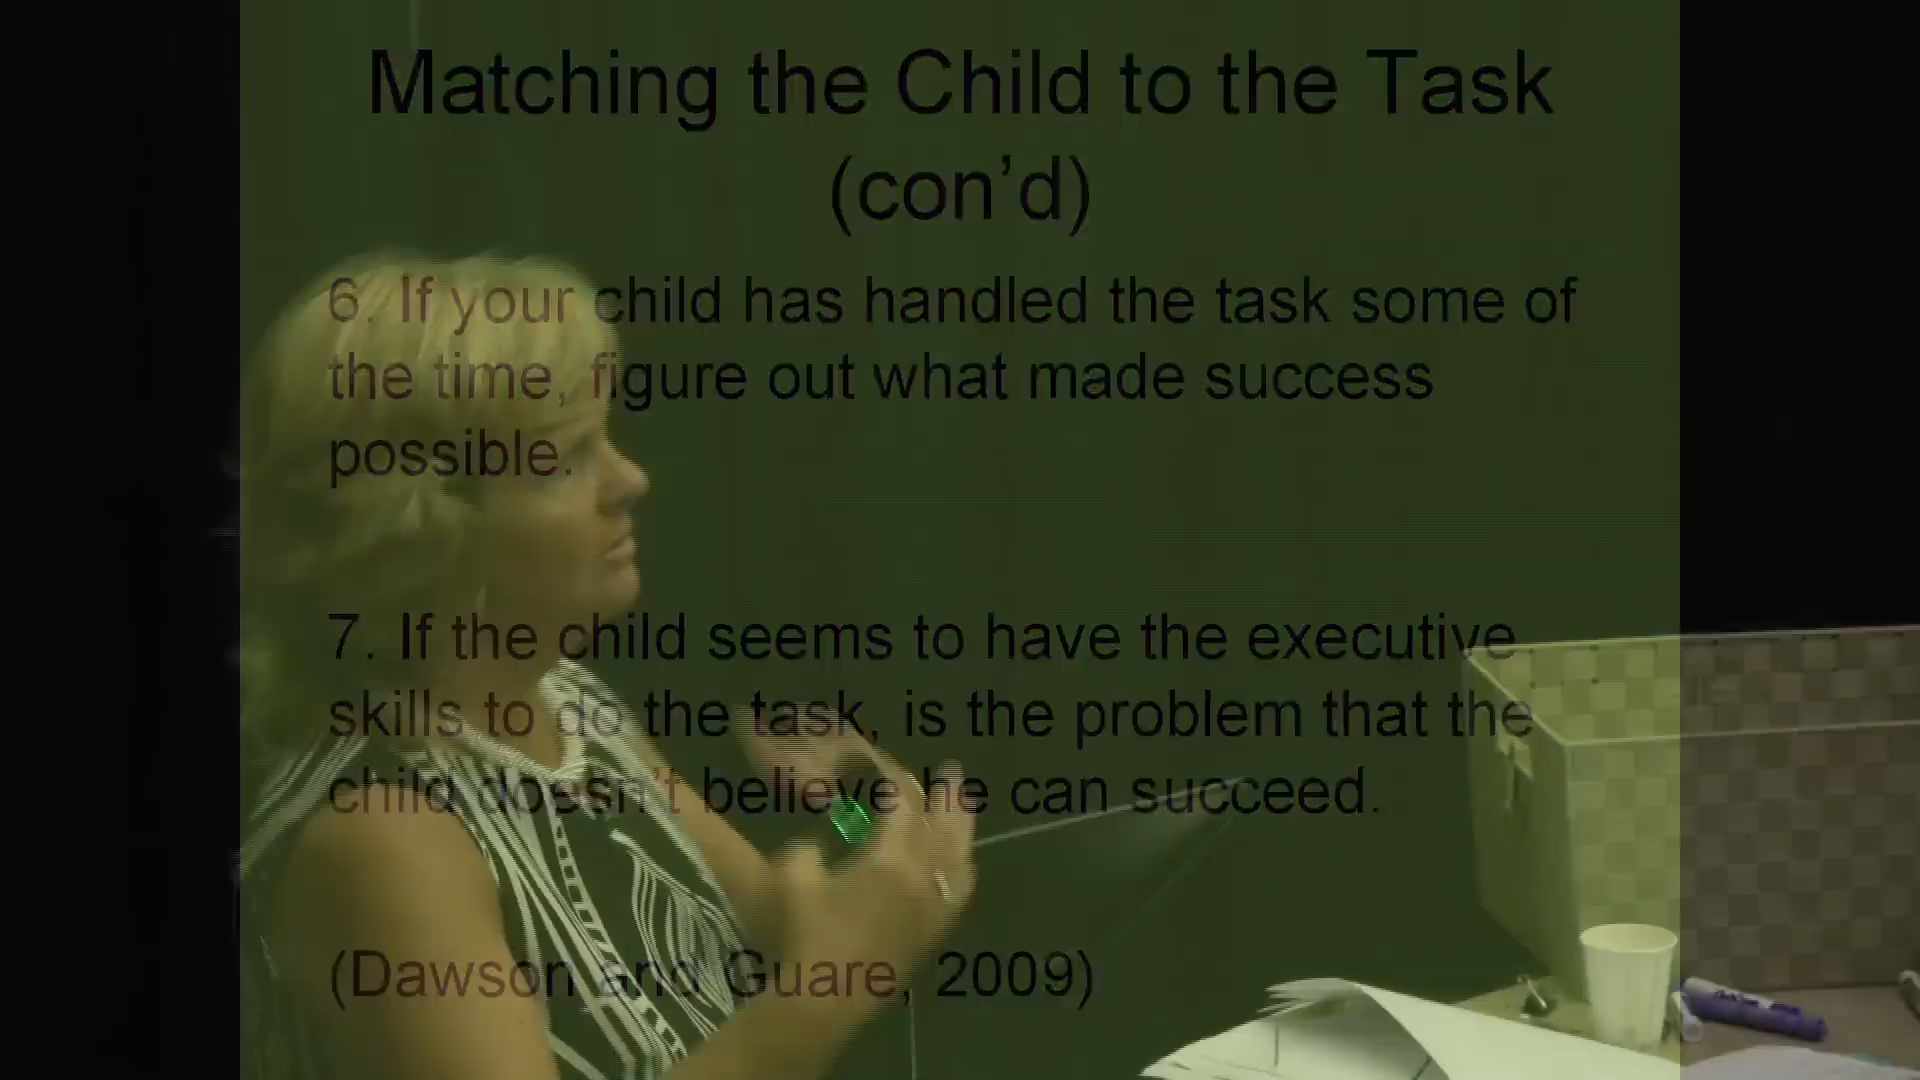 Matching the Child to the Task
(con’d)
6. If your child has handled the task some of
the time, figure out what made success
possible.
7. If the child seems to have the executive
skills to do the task, is the problem that the
child doesn’t believe he can succeed.
(Dawson and Guare, 2009)